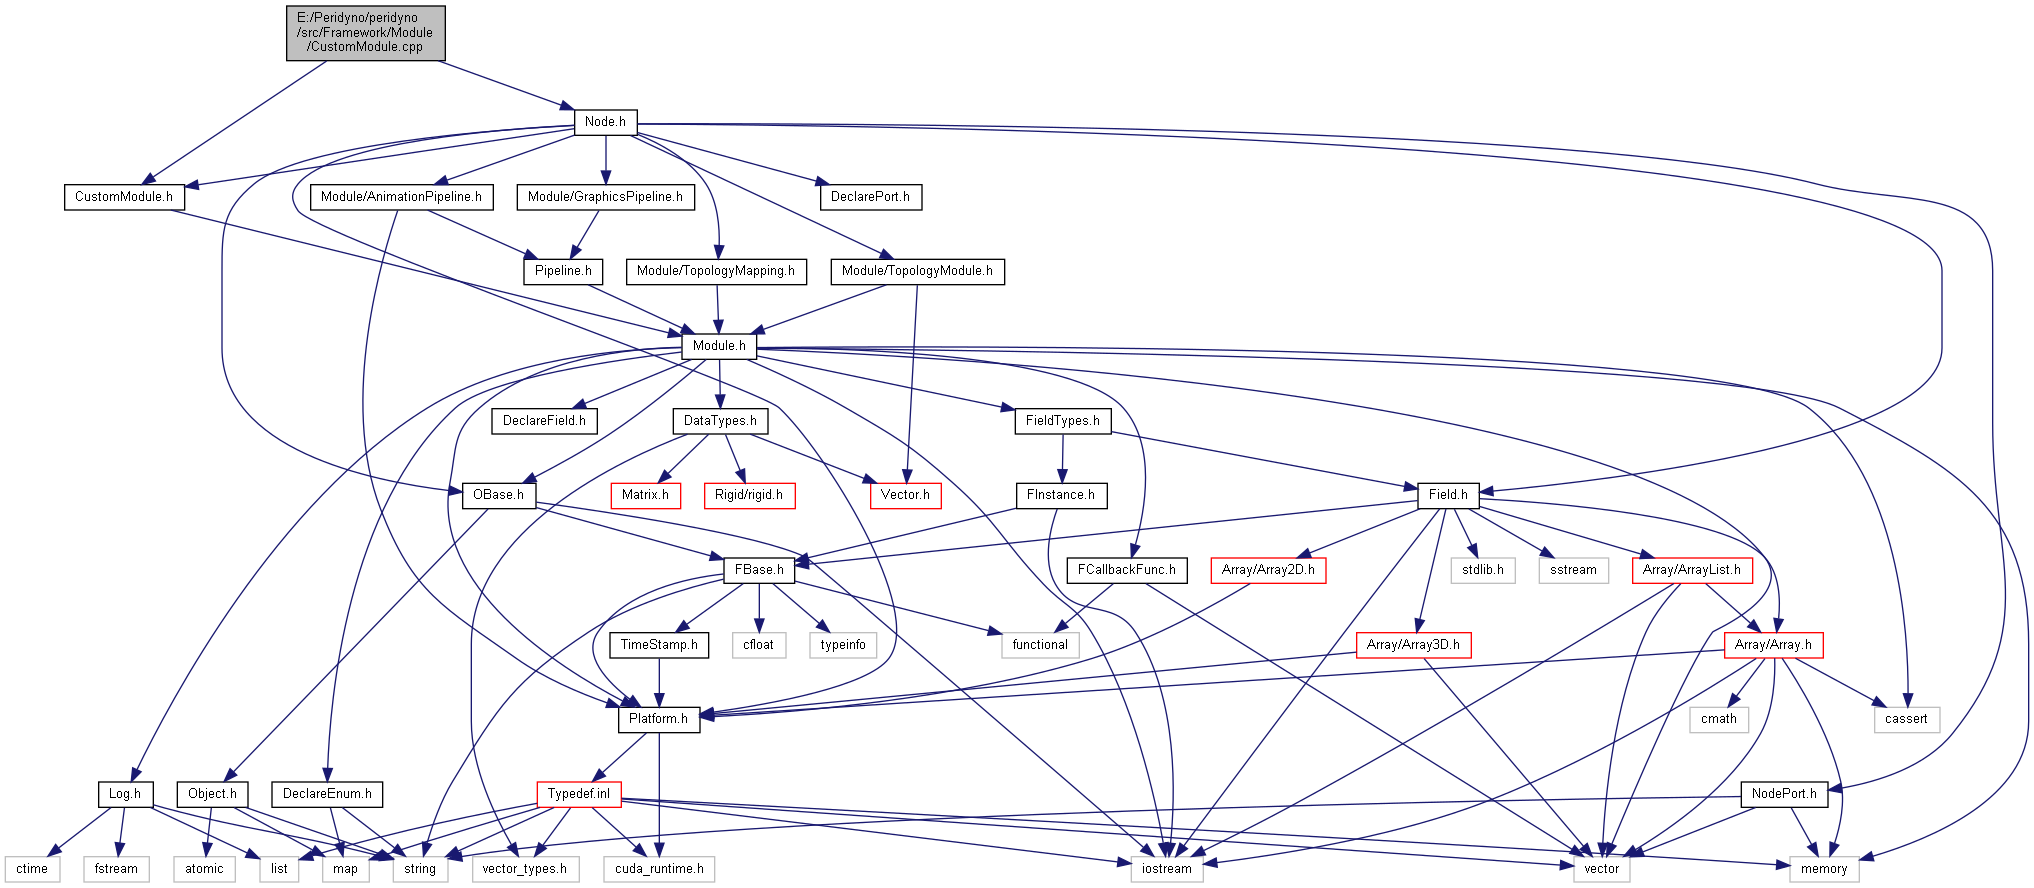 E:/Peridyno/peridyno
/src/Framework/Module
/CustomModule.cpp
Node.h
CustomModule.h
Module/AnimationPipeline.h
Module/GraphicsPipeline.h
DeclarePort.h
Pipeline.h
Module/TopologyMapping.h
Module/TopologyModule.h
Module.h
DeclareField.h
DataTypes.h
FieldTypes.h
OBase.h
Matrix.h
Rigid/rigid.h
Vector.h
FInstance.h
Field.h
FBase.h
FCallbackFunc.h
Array/Array2D.h
stdlib.h
sstream
Array/ArrayList.h
TimeStamp.h
cfloat
typeinfo
functional
Array/Array3D.h
Array/Array.h
Platform.h
cmath
cassert
Log.h
Object.h
DeclareEnum.h
Typedef.inl
NodePort.h
ctime
fstream
atomic
list
map
string
vector_types.h
cuda_runtime.h
iostream
vector
memory